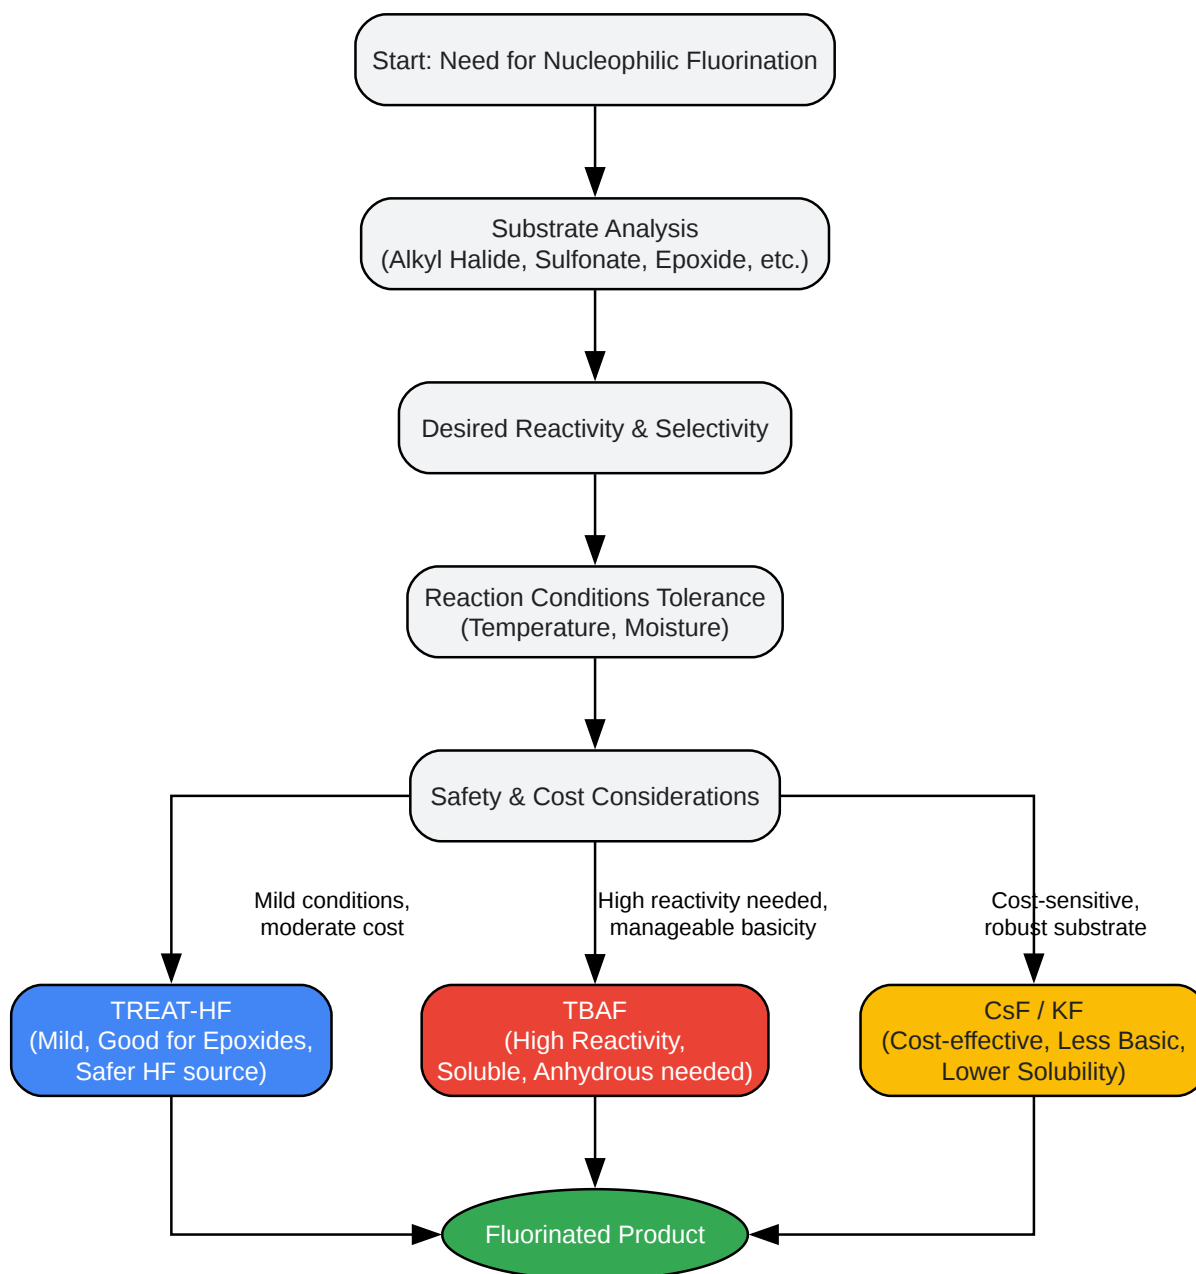 Start: Need for Nucleophilic Fluorination
Substrate Analysis
(Alkyl Halide, Sulfonate, Epoxide, etc.)
Desired Reactivity & Selectivity
Reaction Conditions Tolerance
(Temperature, Moisture)
Safety & Cost Considerations
Mild conditions,
moderate cost
High reactivity needed,
manageable basicity
Cost-sensitive,
robust substrate
TREAT-HF
(Mild, Good for Epoxides,
Safer HF source)
TBAF
(High Reactivity,
Soluble, Anhydrous needed)
CsF / KF
(Cost-effective, Less Basic,
Lower Solubility)
Fluorinated Product